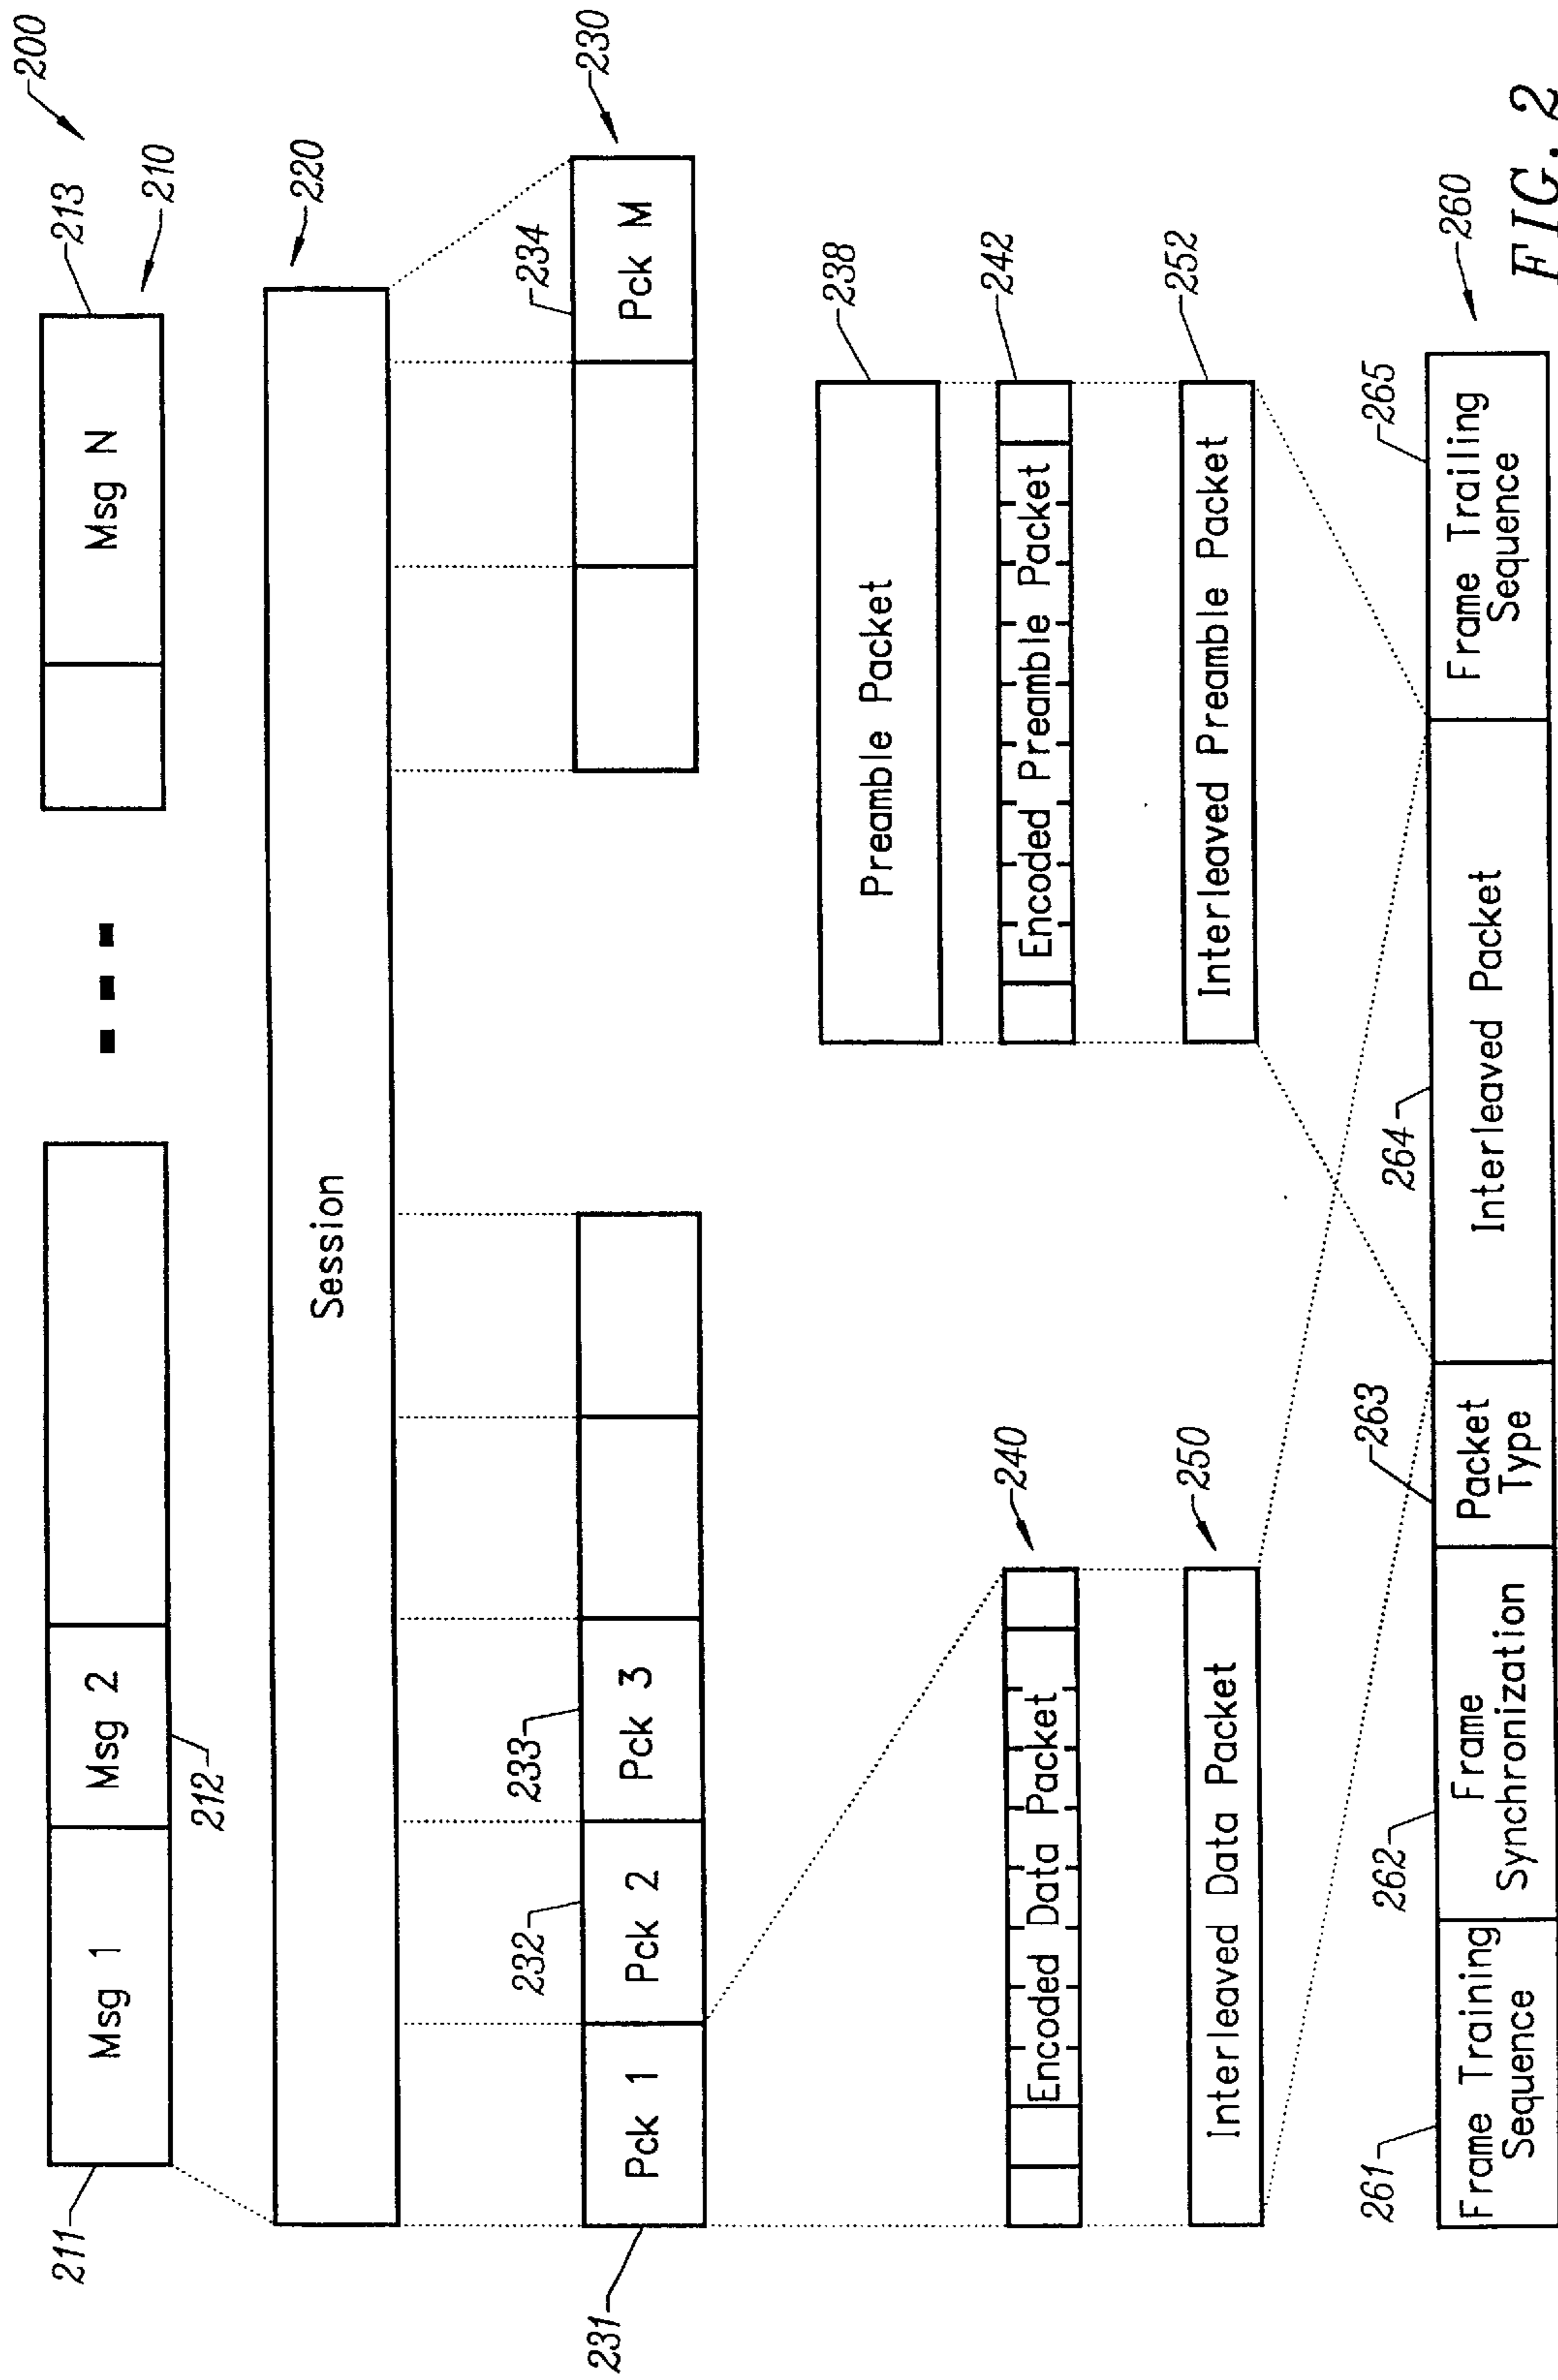 200
211
Msg 1
Msg 2
212
Msg N
213
210
Session
220
231
Pck 1
232
Pck 2
233
Pck 3
234
Pck M
230
Preamble Packet
238
Encoded Data Packet
240
Encoded Preamble Packet
242
Interleaved Data Packet
250
Interleaved Preamble Packet
252
261
Frame Training
Sequence
262
Frame
Synchronization
263
Packet
Type
264
Interleaved Packet
265
Frame Trailing
Sequence
260
FIG. 2